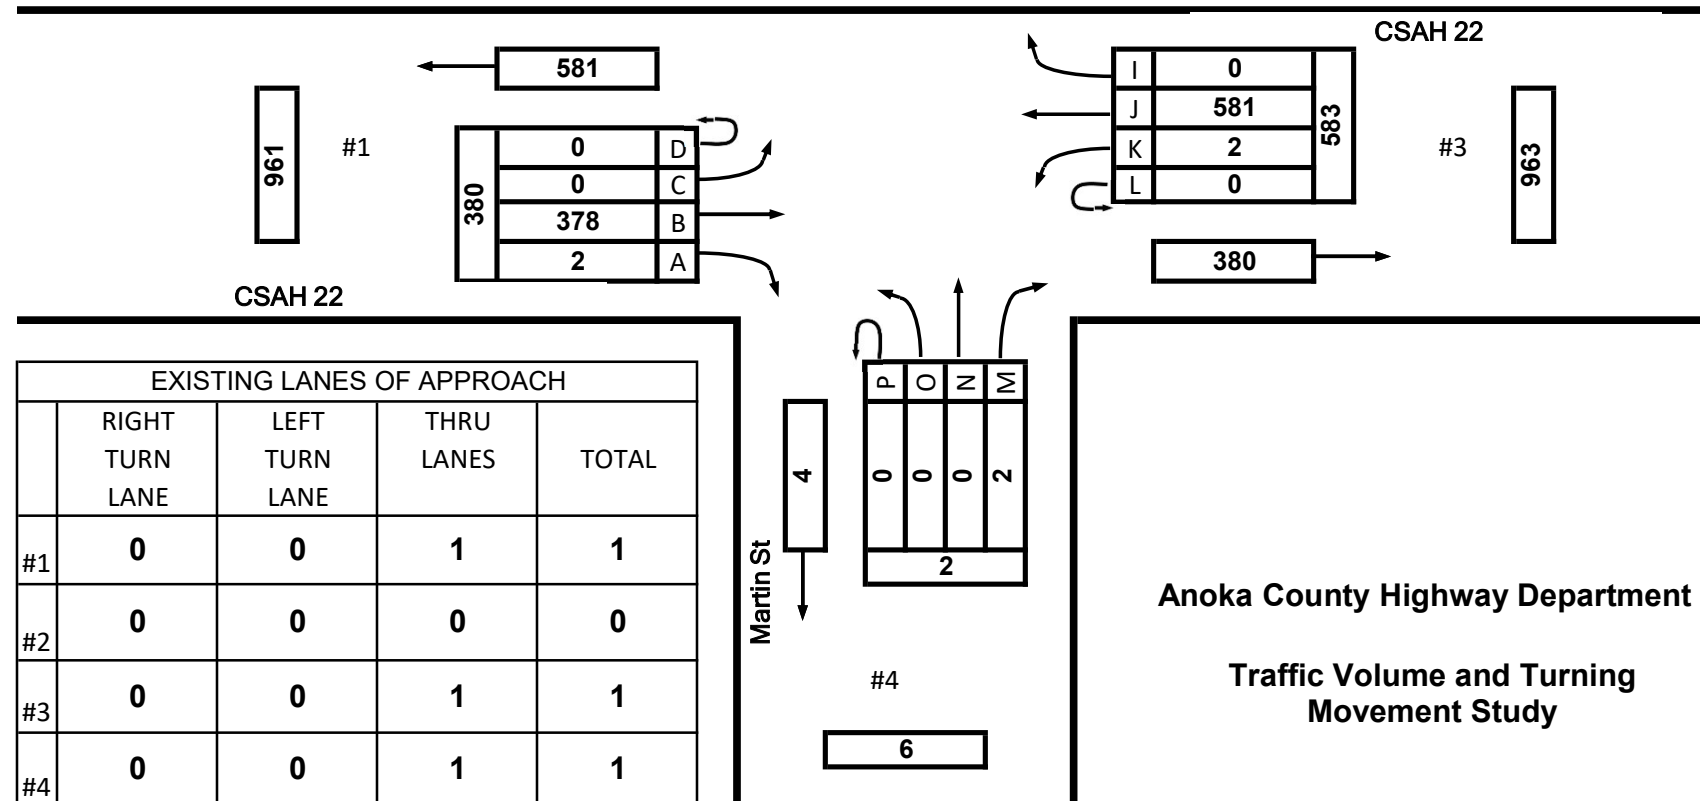 CSAH 22
581
I 0
J 581
K 2
L 0
583
961
#1
0 D
0 C
378 B
2 A
380
#3
963
380
CSAH 22
P O N M
0 0 0 2
2
4
Martin St
#4
6
EXISTING LANES OF APPROACH
RIGHT TURN LANE
LEFT TURN LANE
THRU LANES
TOTAL
#1 0 0 1 1
#2 0 0 0 0
#3 0 0 1 1
#4 0 0 1 1
Anoka County Highway Department
Traffic Volume and Turning
Movement Study